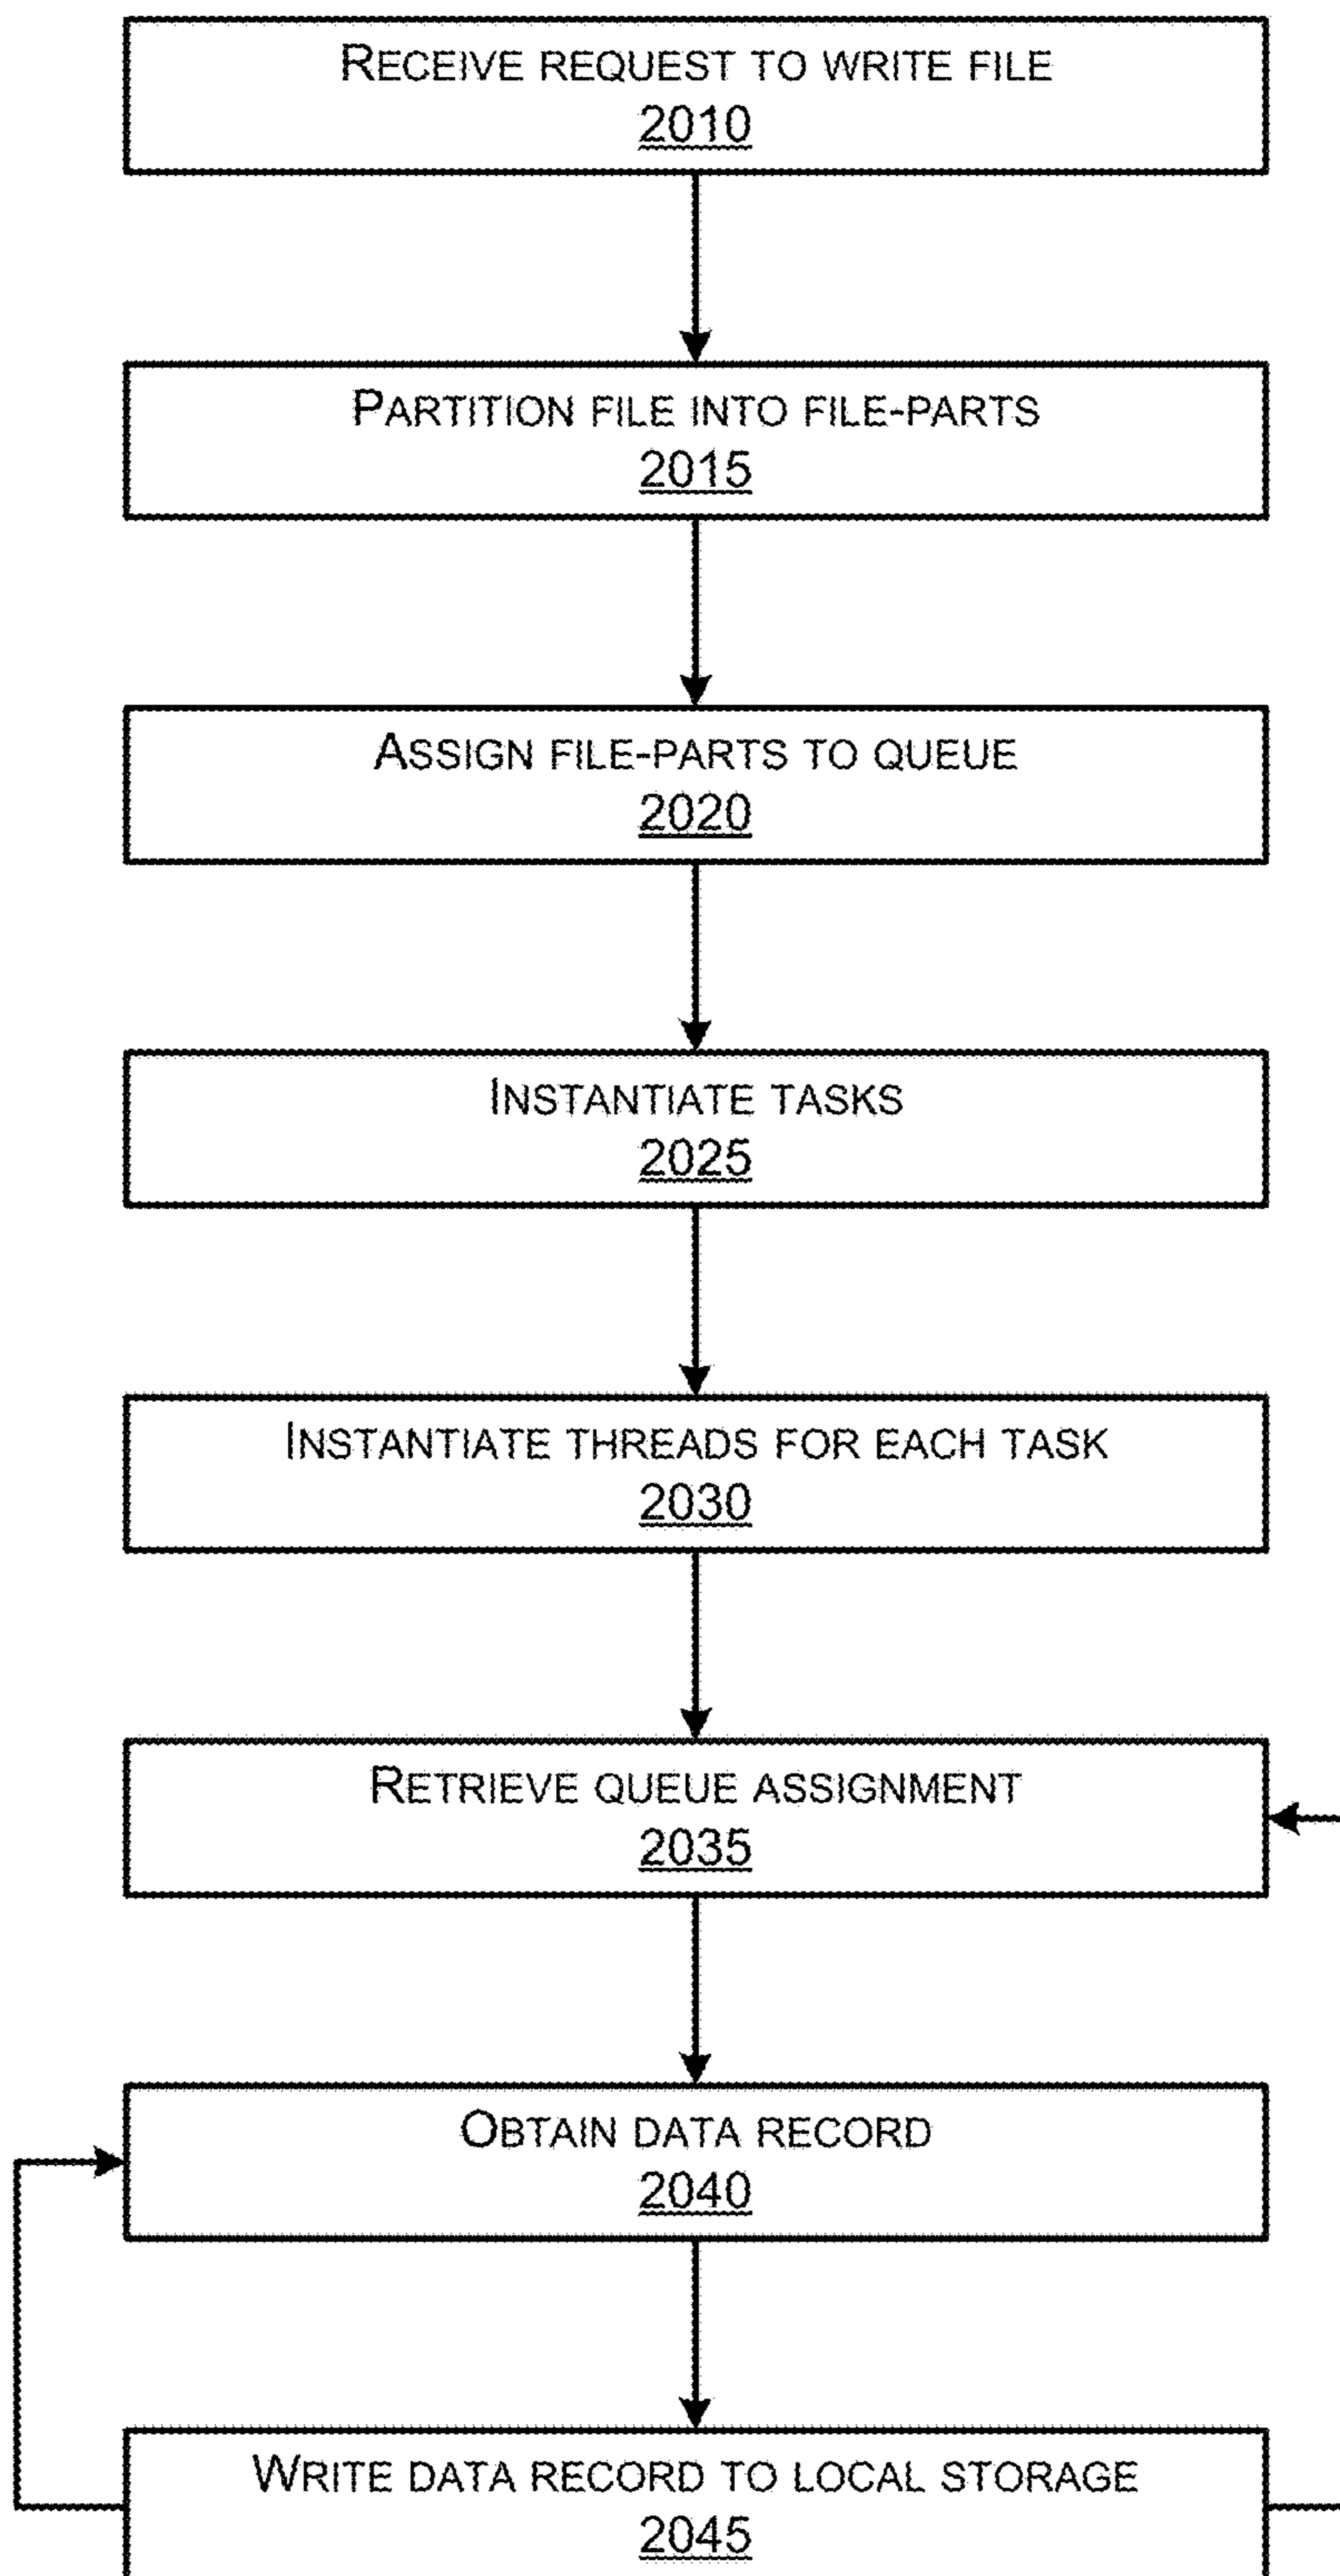 RECEIVE REQUEST TO WRITE FILE
2010
PARTITION FILE INTO FILE-PARTS
2015
ASSIGN FILE-PARTS TO QUEUE
2020
INSTANTIATE TASKS
2025
INSTANTIATE THREADS FOR EACH TASK
2030
RETRIEVE QUEUE ASSIGNMENT
2035
OBTAIN DATA RECORD
2040
WRITE DATA RECORD TO LOCAL STORAGE
2045